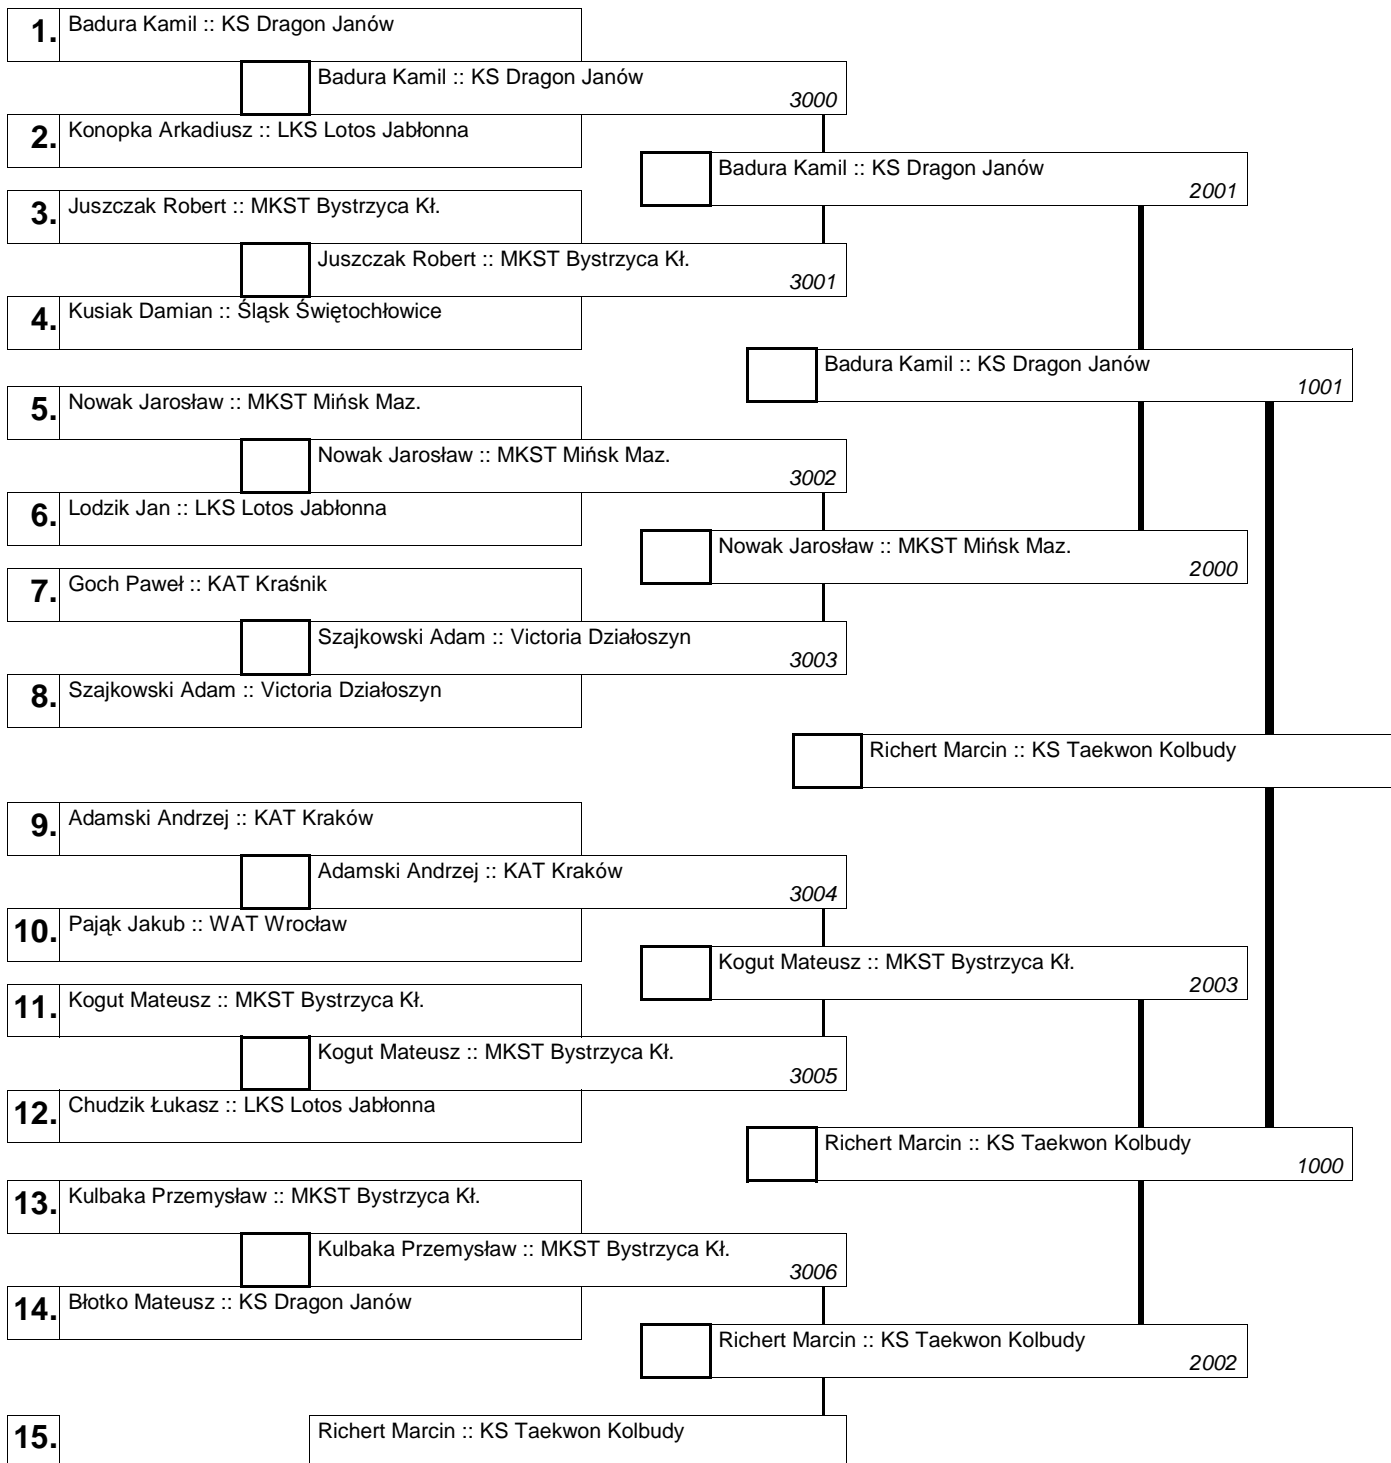 1. Badura Kamil :: KS Dragon Janów
Badura Kamil :: KS Dragon Janów
3000
2. Konopka Arkadiusz :: LKS Lotos Jabłonna
Badura Kamil :: KS Dragon Janów
2001
3. Juszczak Robert :: MKST Bystrzyca Kł.
Juszczak Robert :: MKST Bystrzyca Kł.
3001
4. Kusiak Damian :: Śląsk Świętochłowice
Badura Kamil :: KS Dragon Janów
1001
5. Nowak Jarosław :: MKST Mińsk Maz.
Nowak Jarosław :: MKST Mińsk Maz.
3002
6. Lodzik Jan :: LKS Lotos Jabłonna
Nowak Jarosław :: MKST Mińsk Maz.
2000
7. Goch Paweł :: KAT Kraśnik
Szajkowski Adam :: Victoria Działoszyn
3003
8. Szajkowski Adam :: Victoria Działoszyn
Richert Marcin :: KS Taekwon Kolbudy
9. Adamski Andrzej :: KAT Kraków
Adamski Andrzej :: KAT Kraków
3004
10. Pająk Jakub :: WAT Wrocław
Kogut Mateusz :: MKST Bystrzyca Kł.
2003
11. Kogut Mateusz :: MKST Bystrzyca Kł.
Kogut Mateusz :: MKST Bystrzyca Kł.
3005
12. Chudzik Łukasz :: LKS Lotos Jabłonna
Richert Marcin :: KS Taekwon Kolbudy
1000
13. Kulbaka Przemysław :: MKST Bystrzyca Kł.
Kulbaka Przemysław :: MKST Bystrzyca Kł.
3006
14. Błotko Mateusz :: KS Dragon Janów
Richert Marcin :: KS Taekwon Kolbudy
2002
15. Richert Marcin :: KS Taekwon Kolbudy